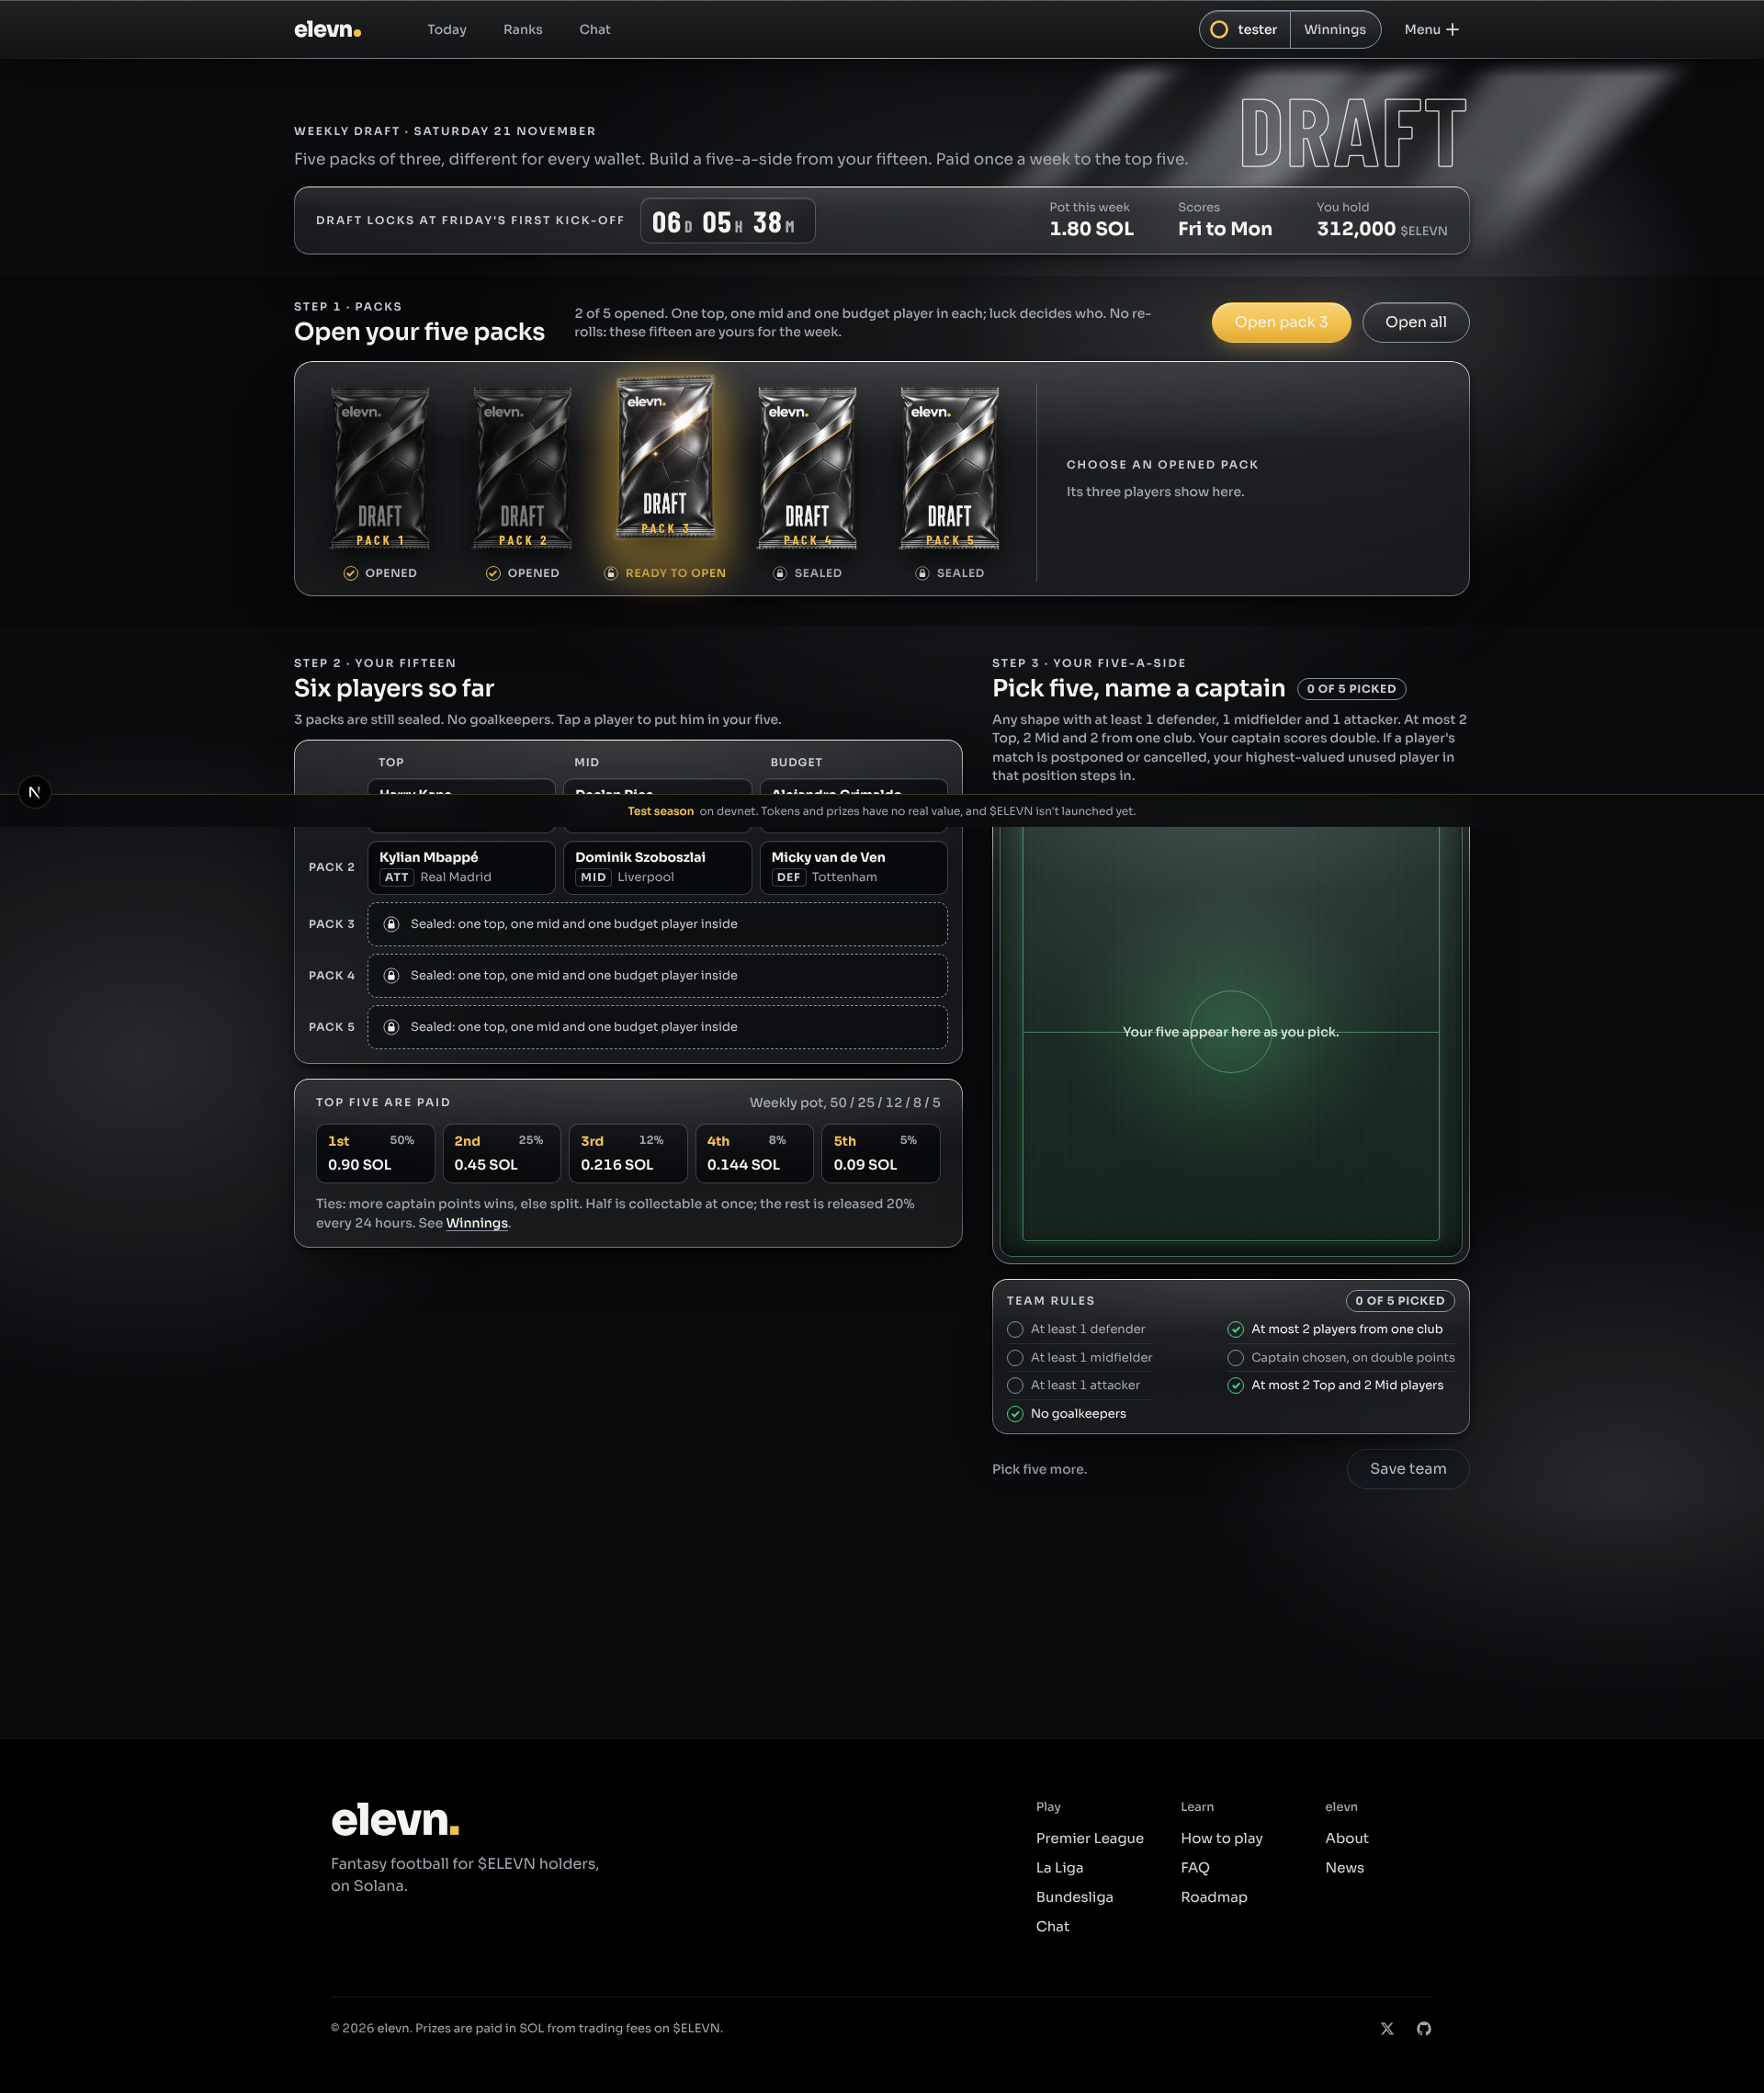 elevn.
Today
Ranks
Chat
tester
Winnings
Menu
DRAFT
WEEKLY DRAFT · SATURDAY 21 NOVEMBER
Five packs of three, different for every wallet. Build a five-a-side from your fifteen. Paid once a week to the top five.
DRAFT LOCKS AT FRIDAY'S FIRST KICK-OFF
06D 05H 38M
Pot this week
1.80 SOL
Scores
Fri to Mon
You hold
312,000 $ELEVN
STEP 1 · PACKS
Open your five packs
2 of 5 opened. One top, one mid and one budget player in each; luck decides who. No re-
rolls: these fifteen are yours for the week.
Open pack 3
Open all
elevn.
DRAFT
PACK 1
OPENED
elevn.
DRAFT
PACK 2
OPENED
elevn.
DRAFT
PACK 3
READY TO OPEN
elevn.
DRAFT
PACK 4
SEALED
elevn.
DRAFT
PACK 5
SEALED
CHOOSE AN OPENED PACK
Its three players show here.
STEP 2 · YOUR FIFTEEN
Six players so far
3 packs are still sealed. No goalkeepers. Tap a player to put him in your five.
TOP
MID
BUDGET
Test season on devnet. Tokens and prizes have no real value, and $ELEVN isn't launched yet.
PACK 2
Kylian Mbappé
ATT Real Madrid
Dominik Szoboszlai
MID Liverpool
Micky van de Ven
DEF Tottenham
PACK 3
Sealed: one top, one mid and one budget player inside
PACK 4
Sealed: one top, one mid and one budget player inside
PACK 5
Sealed: one top, one mid and one budget player inside
TOP FIVE ARE PAID
Weekly pot, 50 / 25 / 12 / 8 / 5
1st 50%
0.90 SOL
2nd 25%
0.45 SOL
3rd 12%
0.216 SOL
4th 8%
0.144 SOL
5th 5%
0.09 SOL
Ties: more captain points wins, else split. Half is collectable at once; the rest is released 20%
every 24 hours. See Winnings.
STEP 3 · YOUR FIVE-A-SIDE
Pick five, name a captain
0 OF 5 PICKED
Any shape with at least 1 defender, 1 midfielder and 1 attacker. At most 2
Top, 2 Mid and 2 from one club. Your captain scores double. If a player's
match is postponed or cancelled, your highest-valued unused player in
that position steps in.
Your five appear here as you pick.
TEAM RULES
0 OF 5 PICKED
At least 1 defender
At least 1 midfielder
At least 1 attacker
No goalkeepers
At most 2 players from one club
Captain chosen, on double points
At most 2 Top and 2 Mid players
Pick five more.
Save team
elevn.
Fantasy football for $ELEVN holders,
on Solana.
Play
Premier League
La Liga
Bundesliga
Chat
Learn
How to play
FAQ
Roadmap
elevn
About
News
© 2026 elevn. Prizes are paid in SOL from trading fees on $ELEVN.